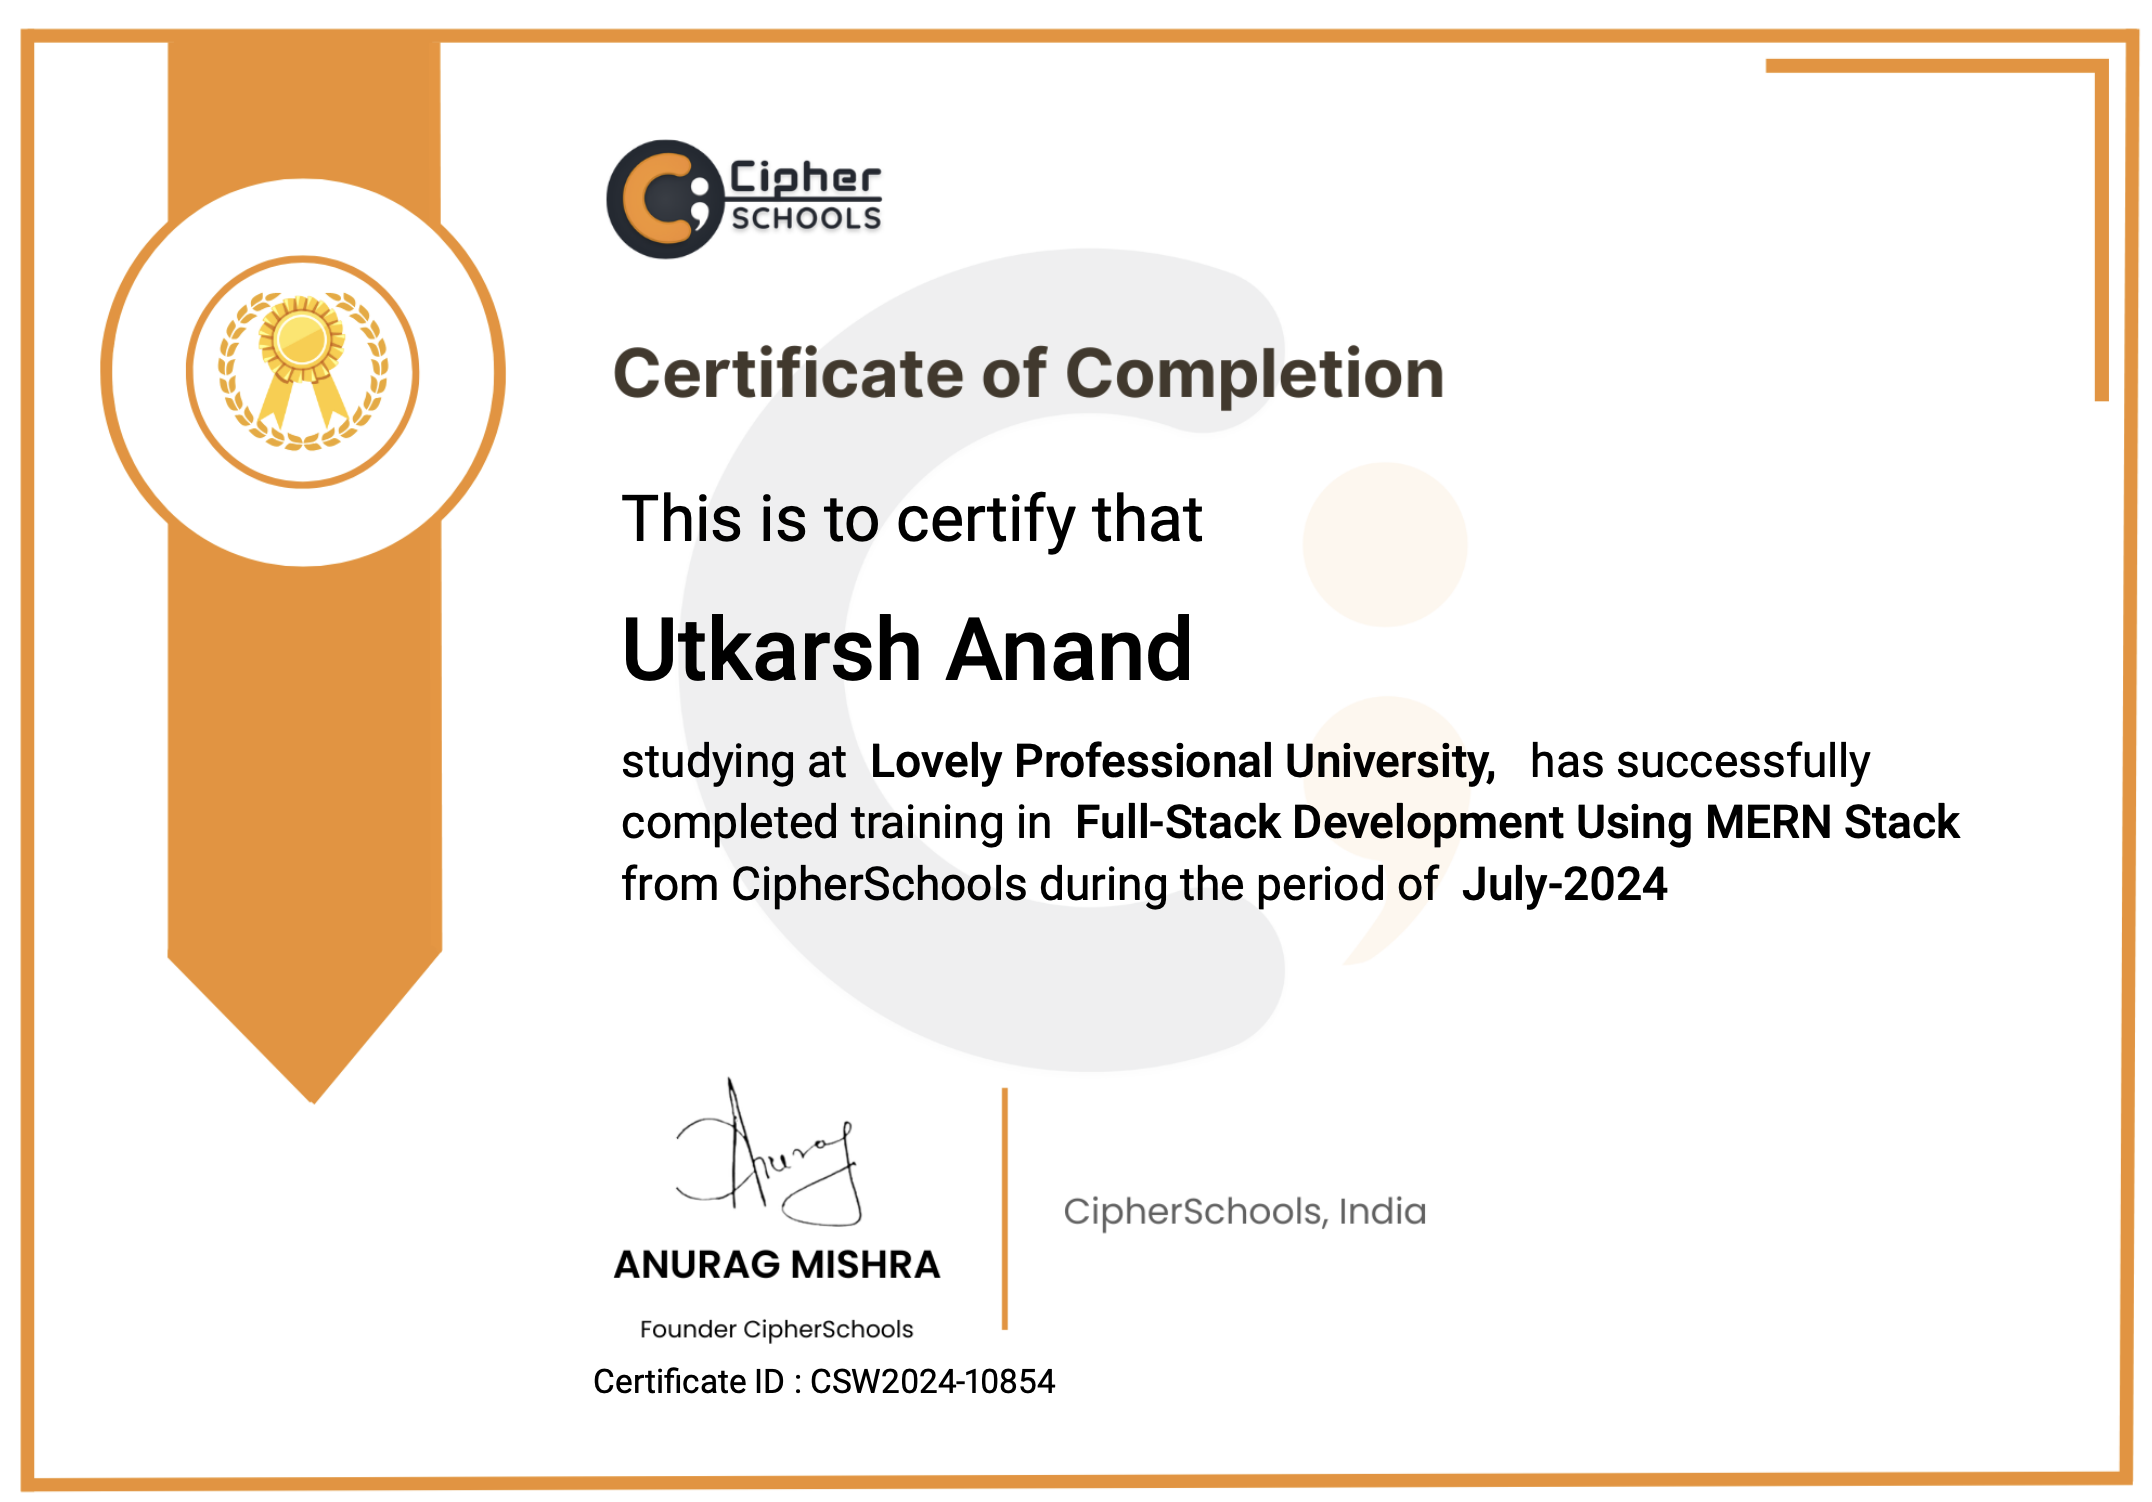 Cipher
SCHOOLS
Certificate of Completion
This is to certify that
Utkarsh Anand
studying at Lovely Professional University, has successfully
completed training in Full-Stack Development Using MERN Stack
from CipherSchools during the period of July-2024
Anurag
ANURAG MISHRA
Founder CipherSchools
CipherSchools, India
Certificate ID : CSW2024-10854